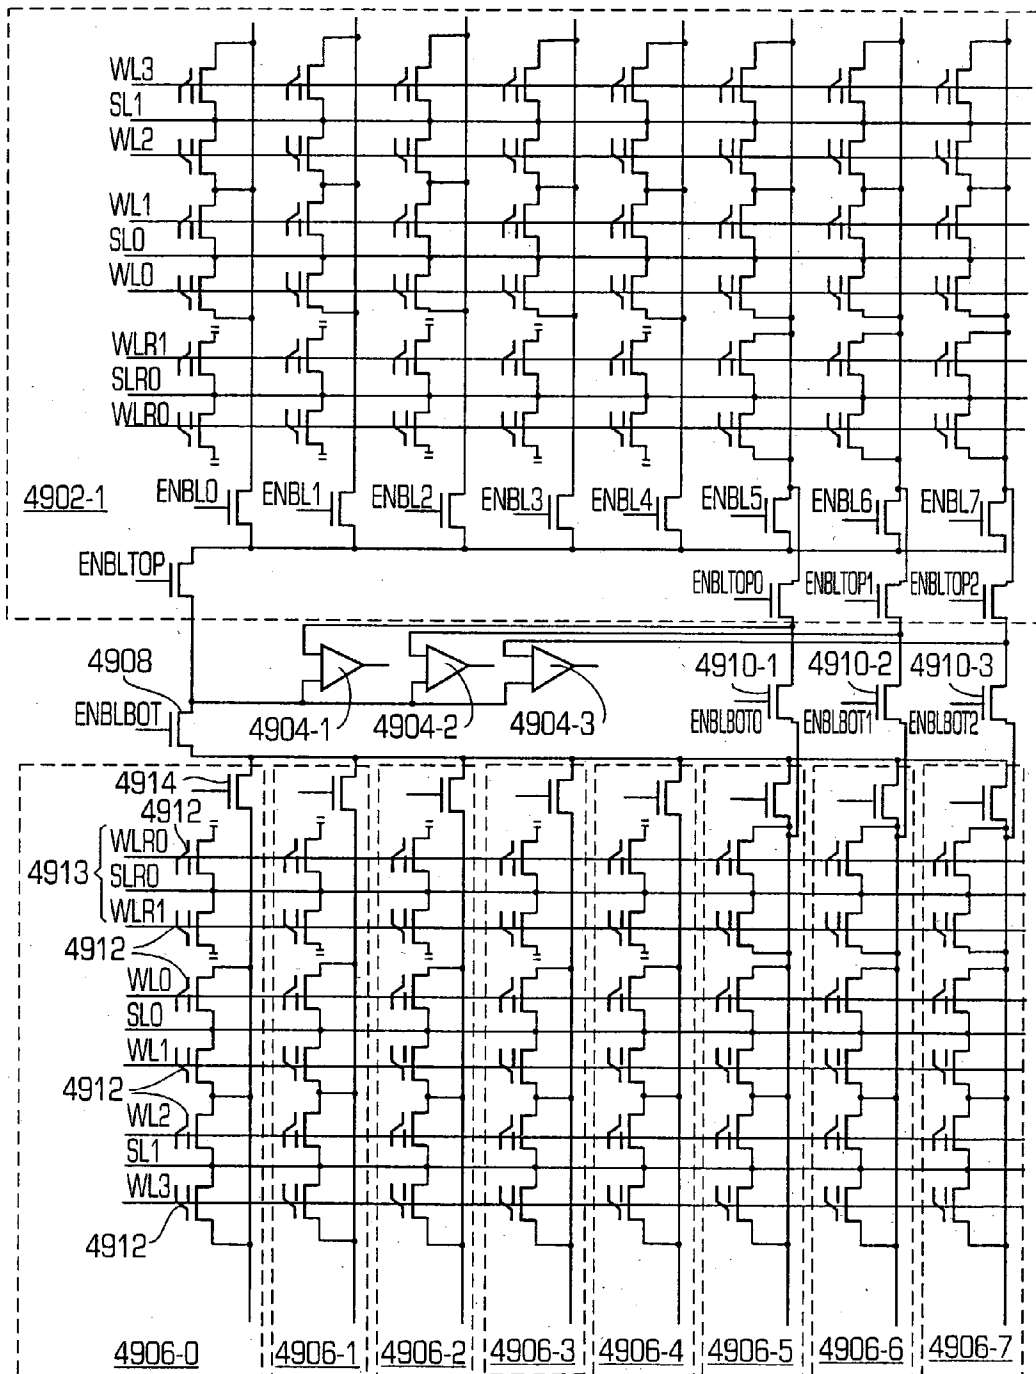 WL3
SL1
WL2
WL1
SL0
WL0
WLR1
SLR0
WLR0
4902-1
ENBL0 ENBL1 ENBL2 ENBL3 ENBL4 ENBL5 ENBL6 ENBL7
ENBLTOP ENBLTOP0 ENBLTOP1 ENBLTOP2
4908 4910-1 4910-2 4910-3
ENBLBOT 4904-1 4904-2 4904-3 ENBLBOT0 ENBLBOT1 ENBLBOT2
4914
4912
WLR0
4913 SLR0
WLR1
4912
WL0
SL0
WL1
4912
WL2
SL1
WL3
4912
4906-0 4906-1 4906-2 4906-3 4906-4 4906-5 4906-6 4906-7